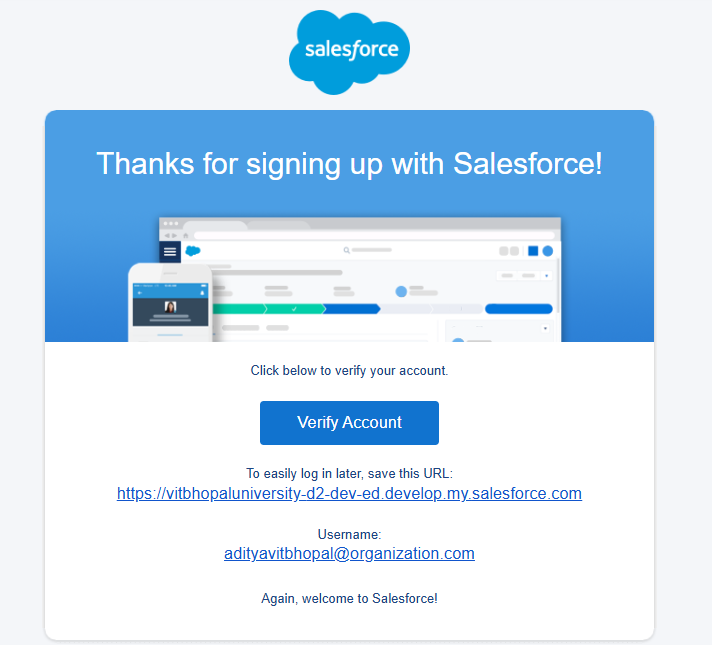 salesforce
Thanks for signing up with Salesforce!
Click below to verify your account.
Verify Account
To easily log in later, save this URL:
https://vitbhopaluniversity-d2-dev-ed.develop.my.salesforce.com
Username:
adityavitbhopal@organization.com
Again, welcome to Salesforce!